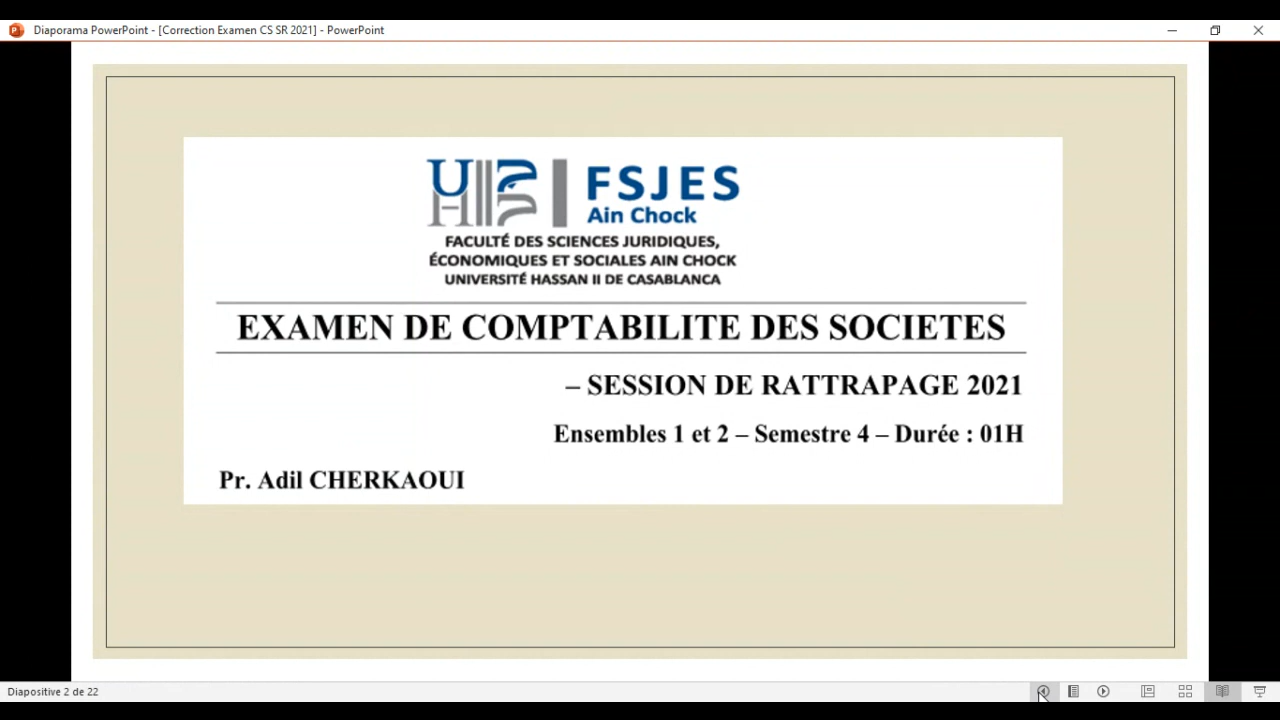 Diaporama PowerPoint - [Correction Examen CS SR 2021] - PowerPoint
UH2 FSJES
Ain Chock
FACULTÉ DES SCIENCES JURIDIQUES,
ÉCONOMIQUES ET SOCIALES AIN CHOCK
UNIVERSITÉ HASSAN II DE CASABLANCA
EXAMEN DE COMPTABILITE DES SOCIETES
– SESSION DE RATTRAPAGE 2021
Ensembles 1 et 2 – Semestre 4 – Durée : 01H
Pr. Adil CHERKAOUI
Diapositive 2 de 22